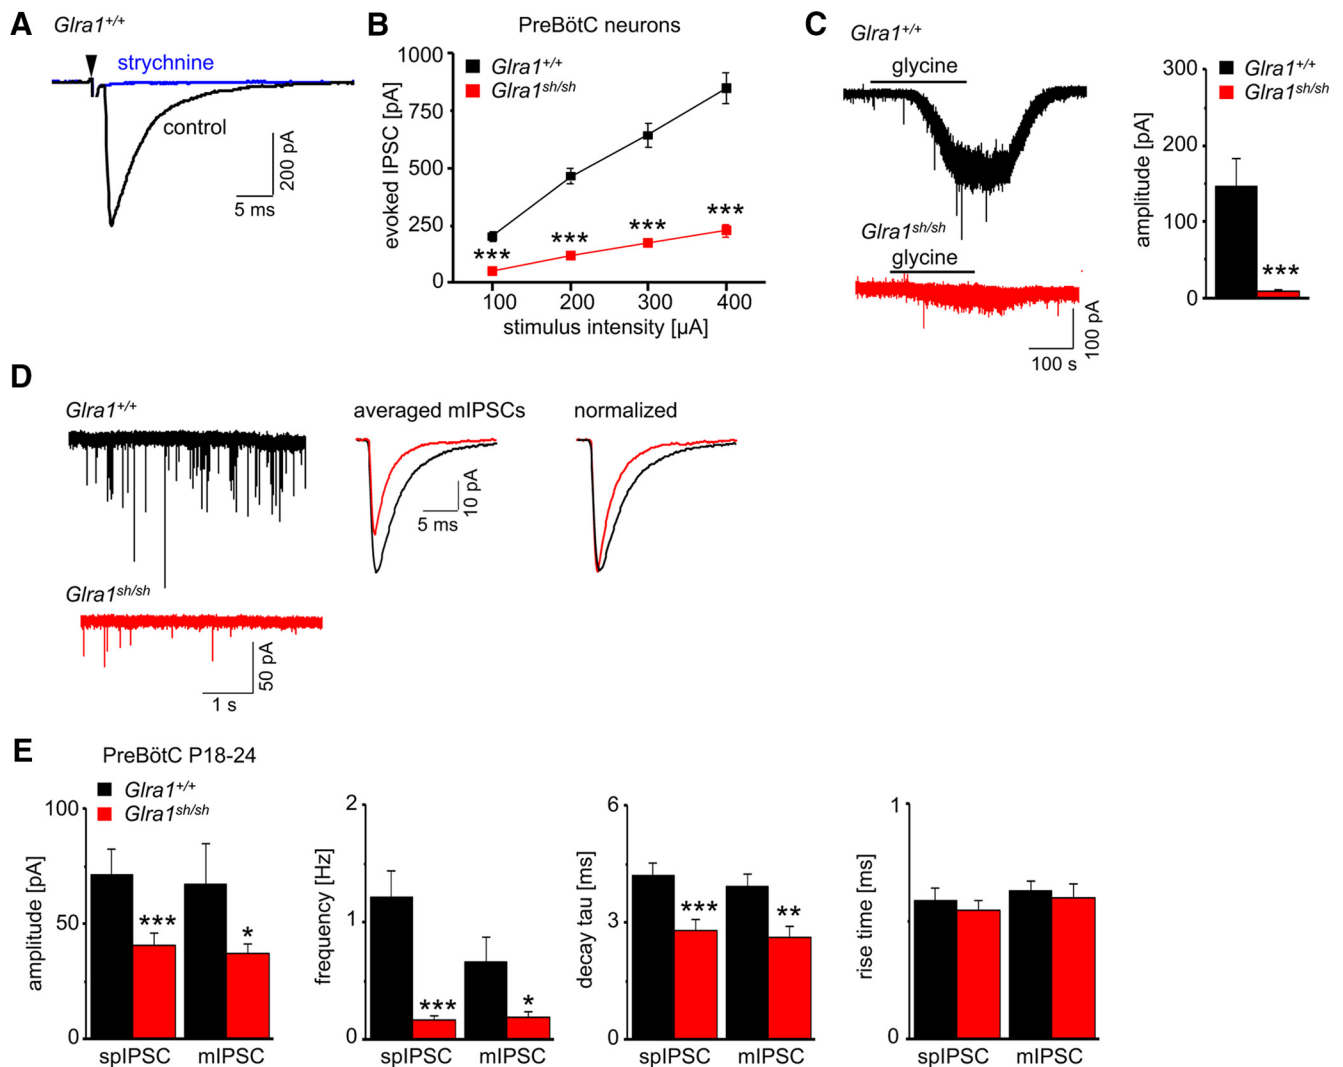 A
Glra1+/+
strychnine
control
200 pA
5 ms
B
PreBötC neurons
evoked IPSC [pA]
1000
750
500
250
0
Glra1+/+
Glra1sh/sh
***
***
***
***
100
200
300
400
stimulus intensity [µA]
C
Glra1+/+
glycine
Glra1sh/sh
glycine
100 pA
100 s
amplitude [pA]
300
200
100
0
Glra1+/+
Glra1sh/sh
***
D
Glra1+/+
Glra1sh/sh
50 pA
1 s
averaged mIPSCs
10 pA
5 ms
normalized
E
PreBötC P18-24
Glra1+/+
Glra1sh/sh
amplitude [pA]
100
50
0
***
*
spIPSC
mIPSC
frequency [Hz]
2
1
0
***
*
spIPSC
mIPSC
decay tau [ms]
6
3
0
***
**
spIPSC
mIPSC
rise time [ms]
1
0
spIPSC
mIPSC